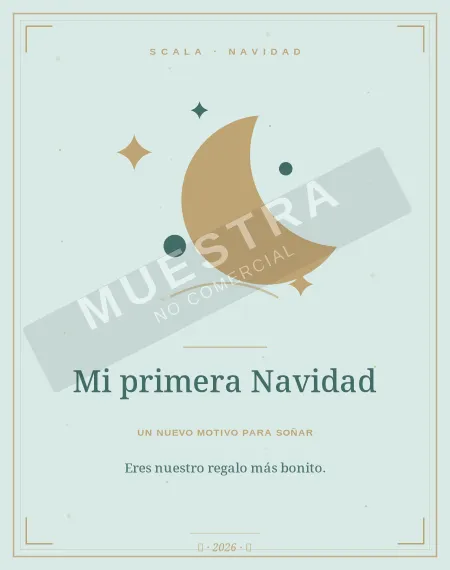 SCALA · NAVIDAD
MUESTRA
NO COMERCIAL
Mi primera Navidad
UN NUEVO MOTIVO PARA SOÑAR
Eres nuestro regalo más bonito.
· 2026 ·